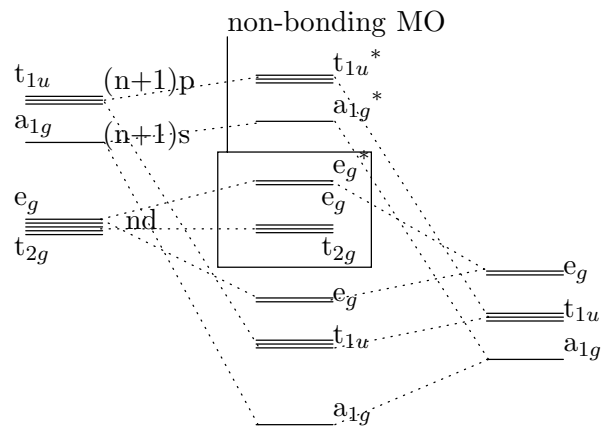 non-bonding MO
t₁ᵤ (n+1)p t₁ᵤ*
a₁g (n+1)s a₁g*
eg*
eg eg
nd
t₂g t₂g
eg
eg
t₁ᵤ
t₁ᵤ
a₁g
a₁g